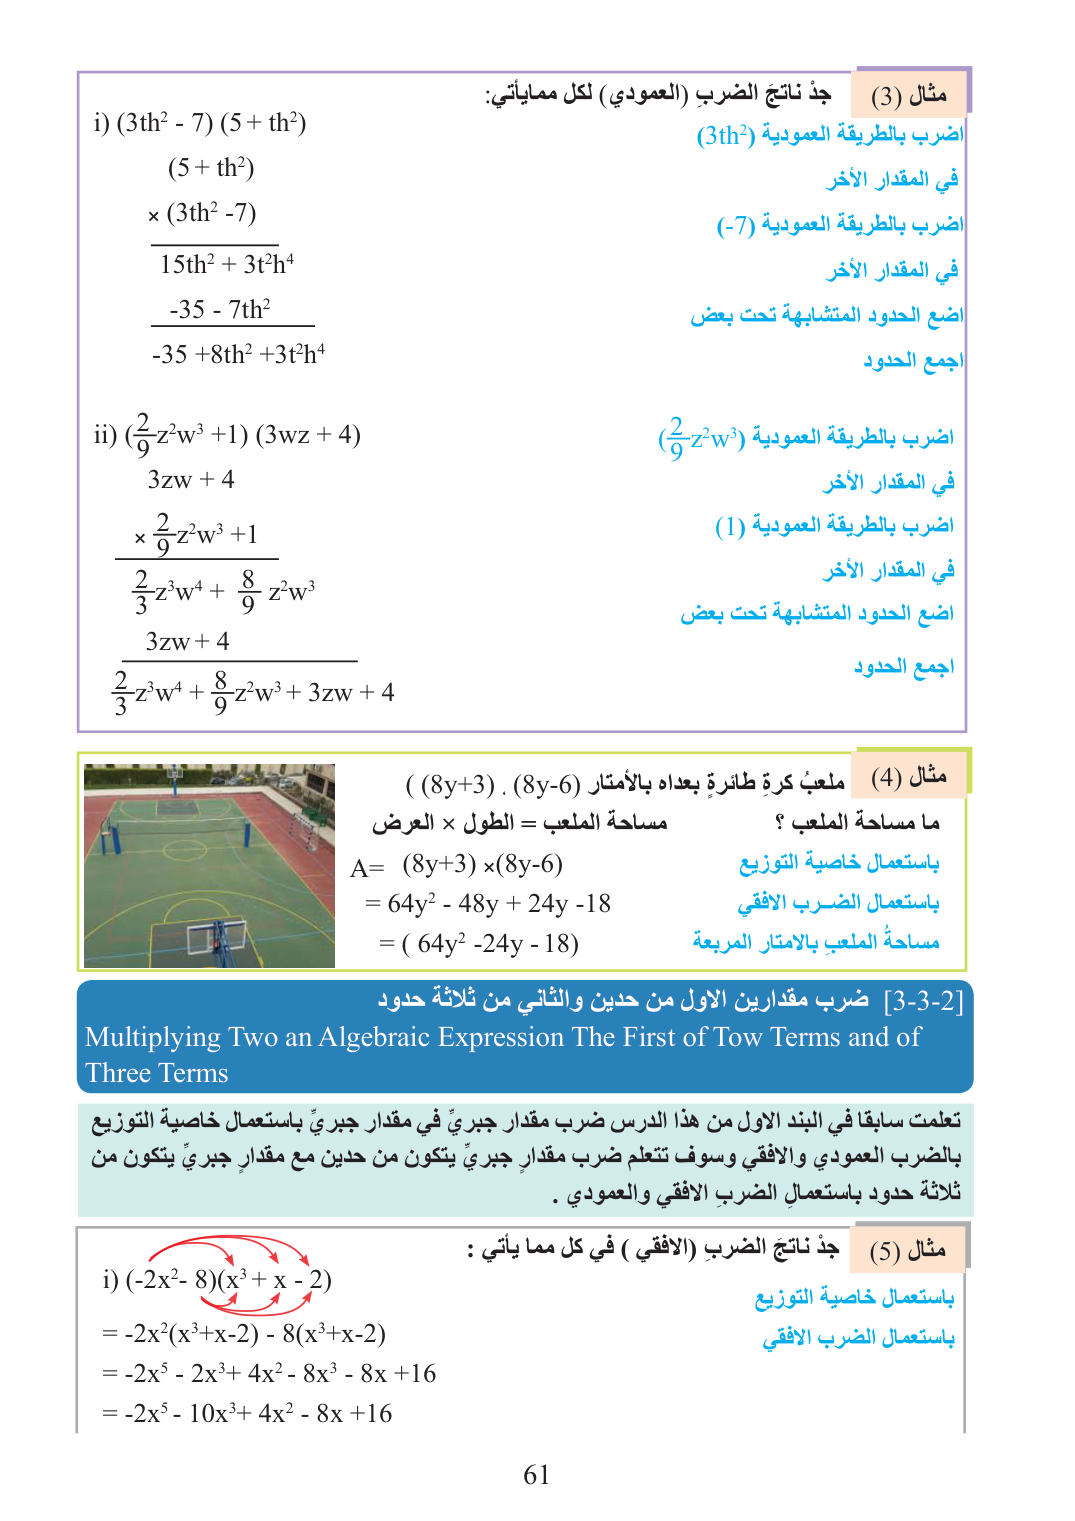 مثال (3) جدْ ناتجَ الضربِ (العمودي) لكل ممايأتي:
i) (3th² - 7) (5 + th²)
اضرب بالطريقة العمودية (3th²)
(5 + th²)
في المقدار الأخر
× (3th² -7)
اضرب بالطريقة العمودية (7-)
15th² + 3t²h⁴
في المقدار الأخر
-35 - 7th²
اضع الحدود المتشابهة تحت بعض
-35 +8th² +3t²h⁴
اجمع الحدود
ii) (2/9 z²w³ +1) (3wz + 4)
اضرب بالطريقة العمودية (2/9 z²w³)
3zw + 4
في المقدار الأخر
× 2/9 z²w³ +1
اضرب بالطريقة العمودية (1)
2/3 z³w⁴ + 8/9 z²w³
في المقدار الأخر
3zw + 4
اضع الحدود المتشابهة تحت بعض
2/3 z³w⁴ + 8/9 z²w³ + 3zw + 4
اجمع الحدود
مثال (4) ملعبُ كرةِ طائرةٍ بعداه بالأمتار (8y-6) . (8y+3) )
ما مساحة الملعب ؟ مساحة الملعب = الطول × العرض
A= (8y+3) ×(8y-6)
باستعمال خاصية التوزيع
= 64y² - 48y + 24y -18
باستعمال الضــرب الافقي
= ( 64y² -24y - 18)
مساحةُ الملعبِ بالامتار المربعة
[3-3-2] ضرب مقدارين الاول من حدين والثاني من ثلاثة حدود
Multiplying Two an Algebraic Expression The First of Tow Terms and of
Three Terms
تعلمت سابقا في البند الاول من هذا الدرس ضرب مقدار جبريِّ في مقدار جبريِّ باستعمال خاصية التوزيع
بالضرب العمودي والافقي وسوف تتعلم ضرب مقدارٍ جبريِّ يتكون من حدين مع مقدارٍ جبريِّ يتكون من
ثلاثة حدود باستعمالِ الضربِ الافقي والعمودي .
مثال (5) جدْ ناتجَ الضربِ (الافقي ) في كل مما يأتي :
i) (-2x²- 8)(x³ + x - 2)
باستعمال خاصية التوزيع
= -2x²(x³+x-2) - 8(x³+x-2)
باستعمال الضرب الافقي
= -2x⁵ - 2x³+ 4x² - 8x³ - 8x +16
= -2x⁵ - 10x³+ 4x² - 8x +16
61